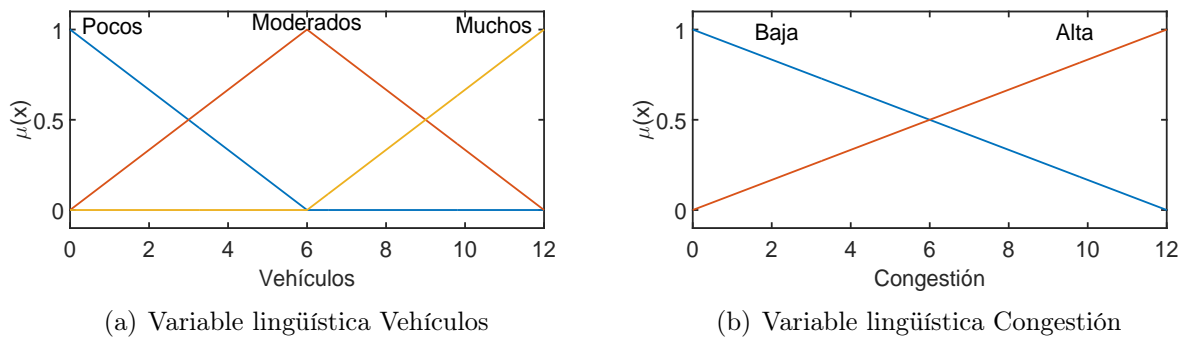 Pocos
Moderados
Muchos
1
0.5
0
μ(x)
0 2 4 6 8 10 12
Vehículos
(a) Variable lingüística Vehículos
Baja
Alta
1
0.5
0
μ(x)
0 2 4 6 8 10 12
Congestión
(b) Variable lingüística Congestión